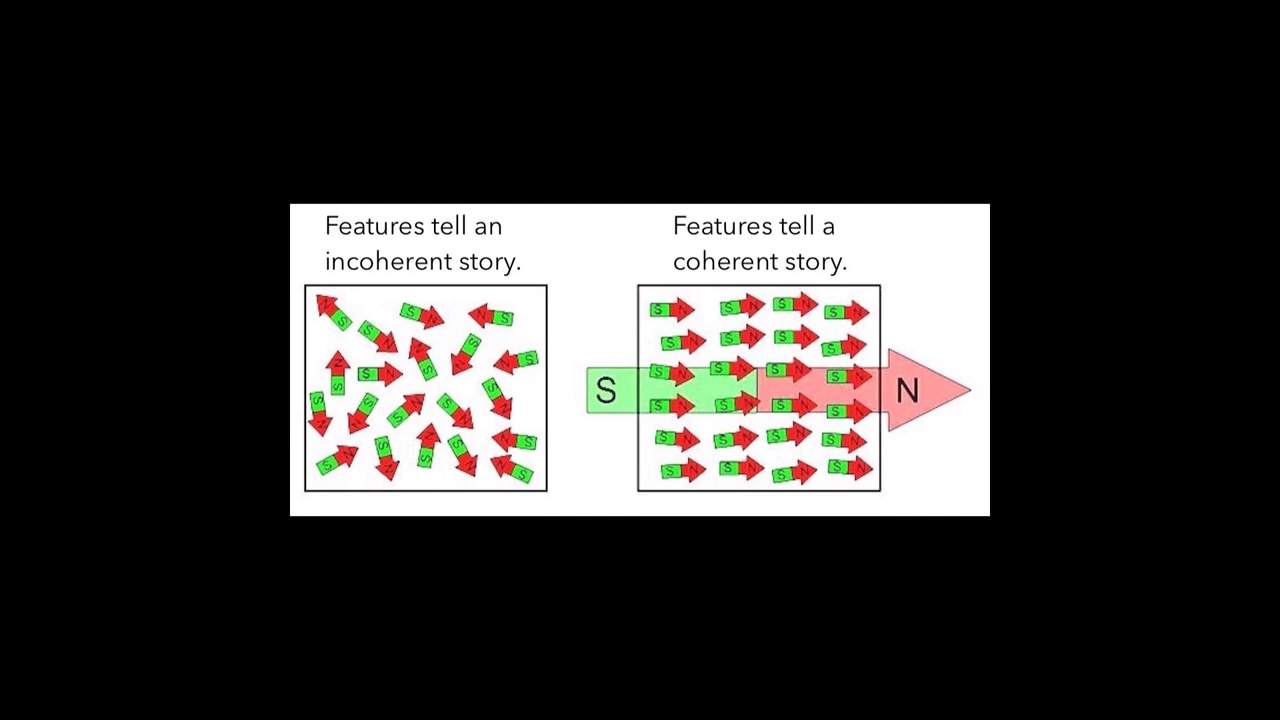 Features tell an
incoherent story.
Features tell a
coherent story.
S
N